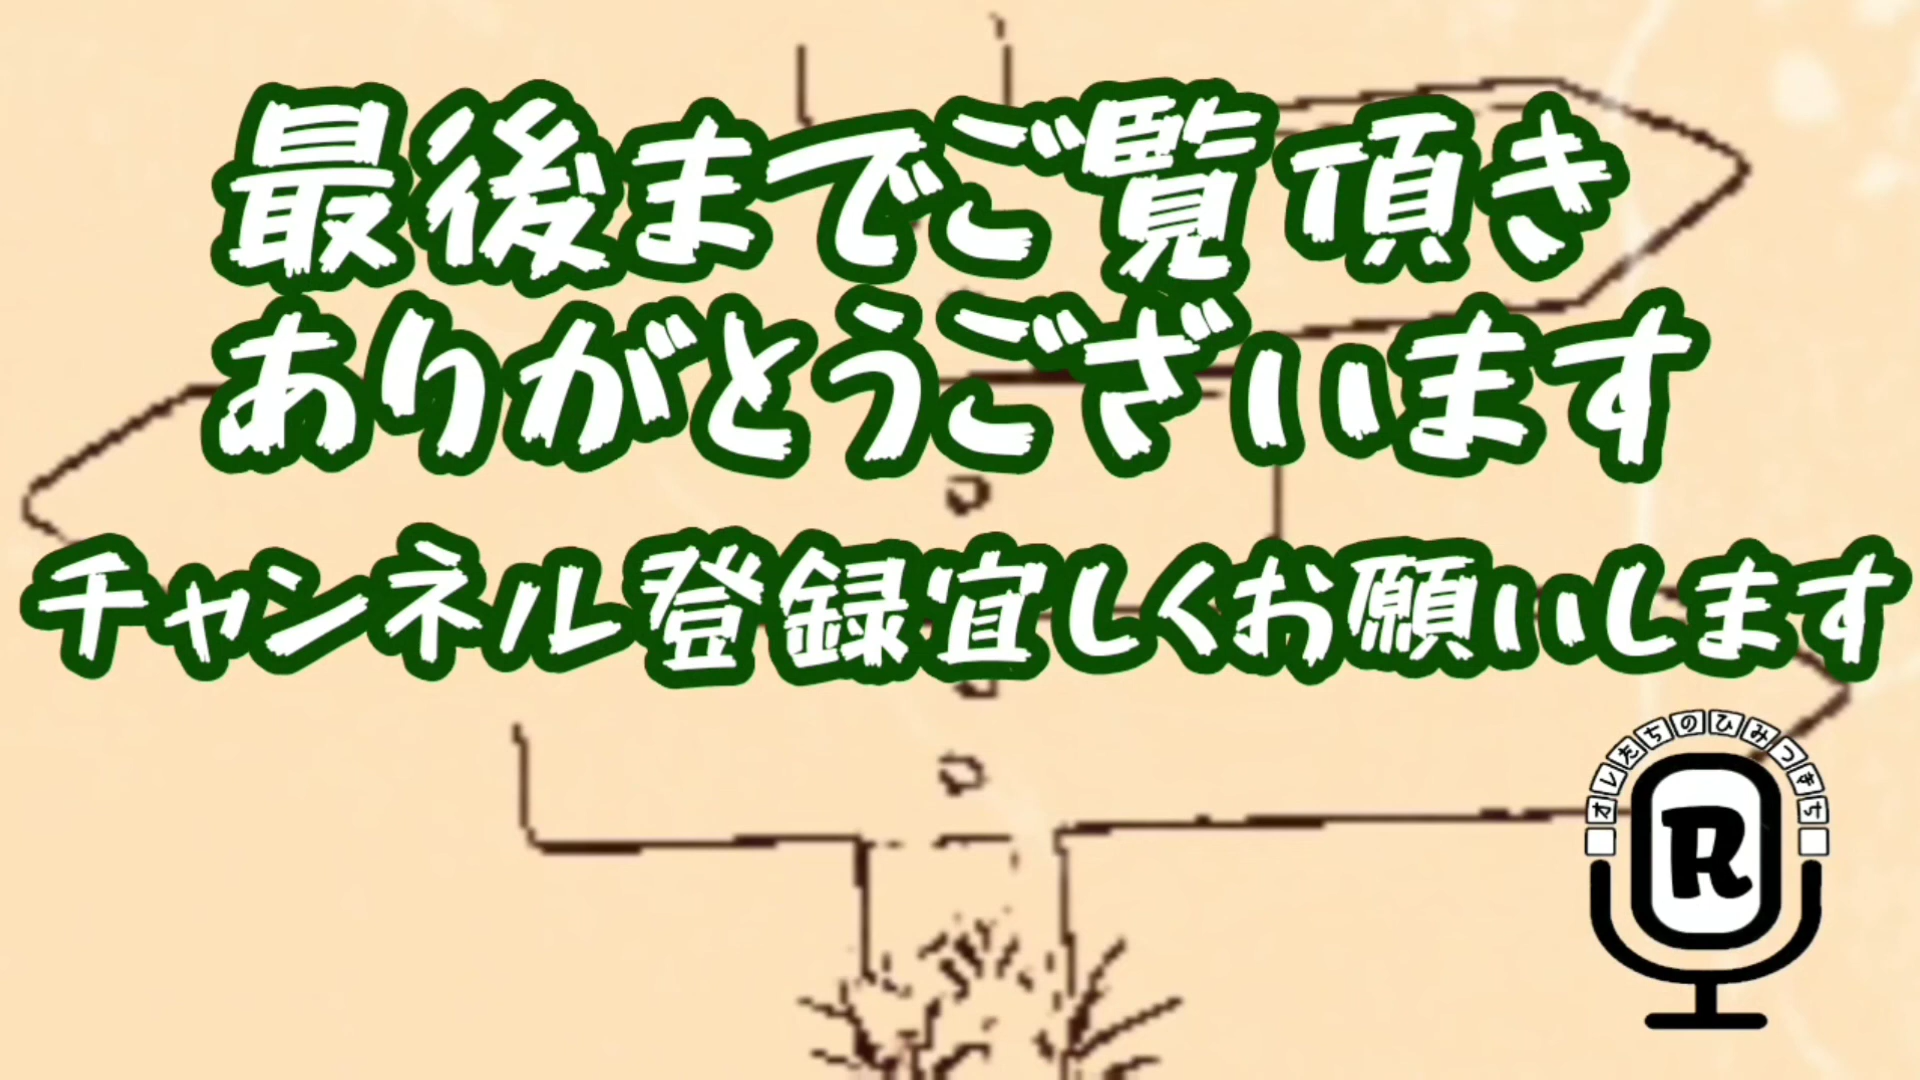 最後までご覧頂き
ありがとうございます
チャンネル登録宜しくお願いします
オレたちのひみつきち
R